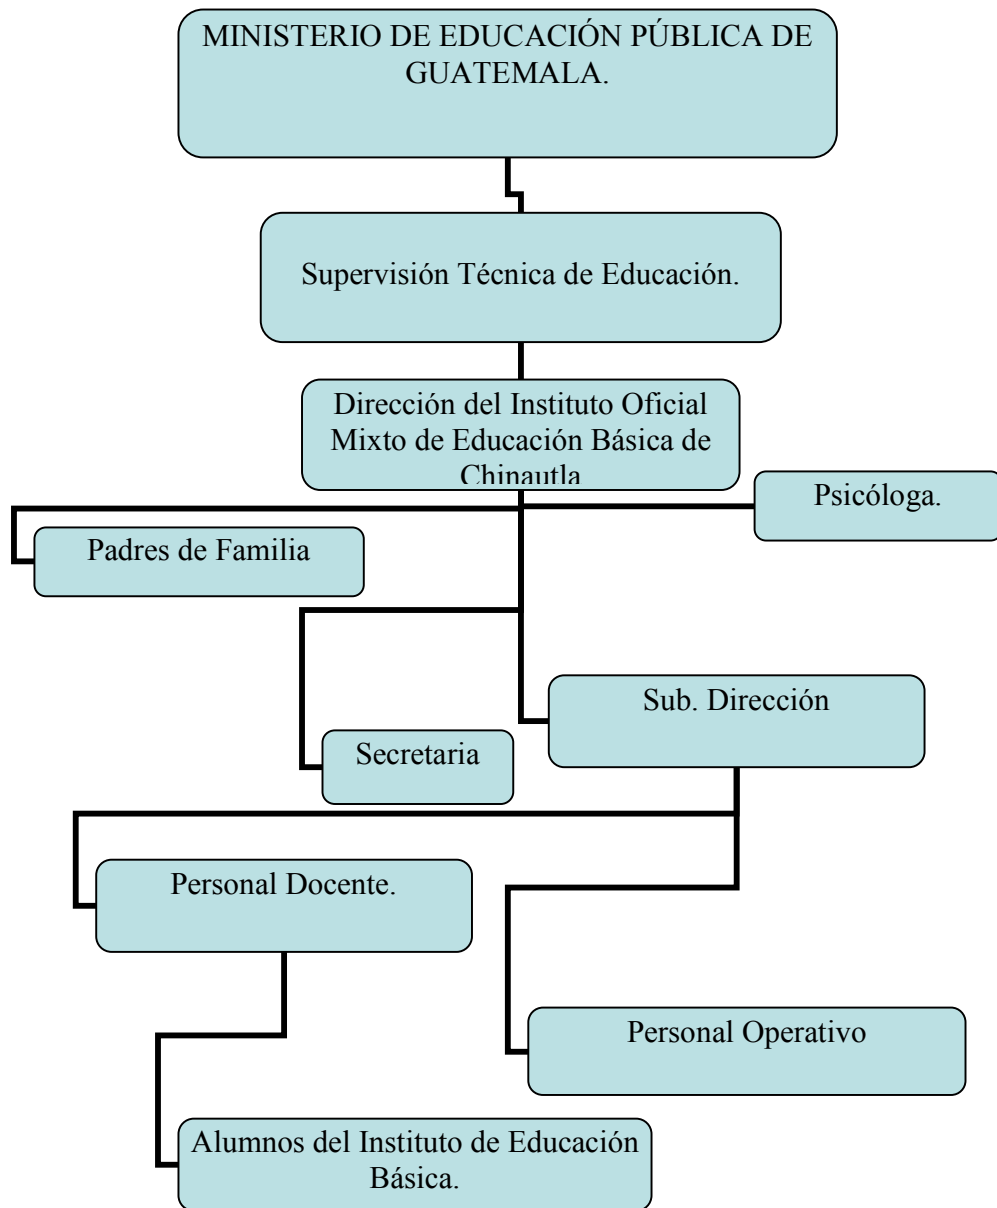 MINISTERIO DE EDUCACIÓN PÚBLICA DE
GUATEMALA.
Supervisión Técnica de Educación.
Dirección del Instituto Oficial
Mixto de Educación Básica de
Chinautla
Psicóloga.
Padres de Familia
Sub. Dirección
Secretaria
Personal Docente.
Personal Operativo
Alumnos del Instituto de Educación
Básica.